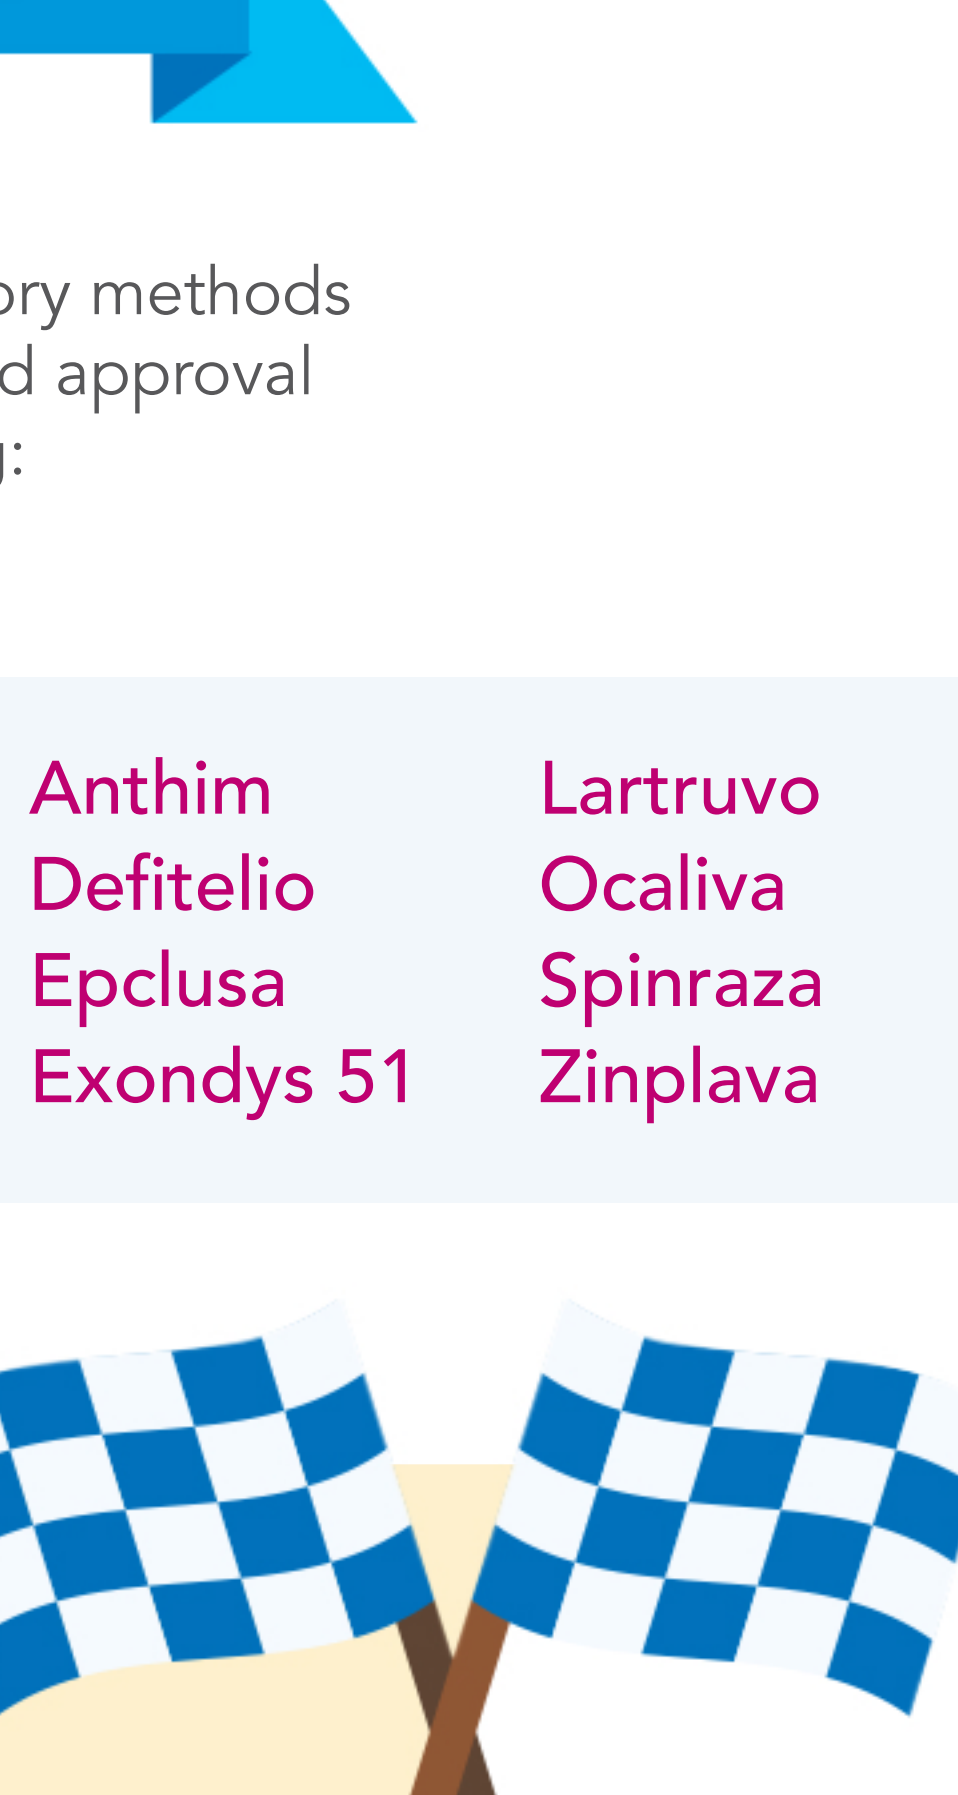 ory methods
d approval
g:
Anthim
Defitelio
Epclusa
Exondys 51
Lartruvo
Ocaliva
Spinraza
Zinplava